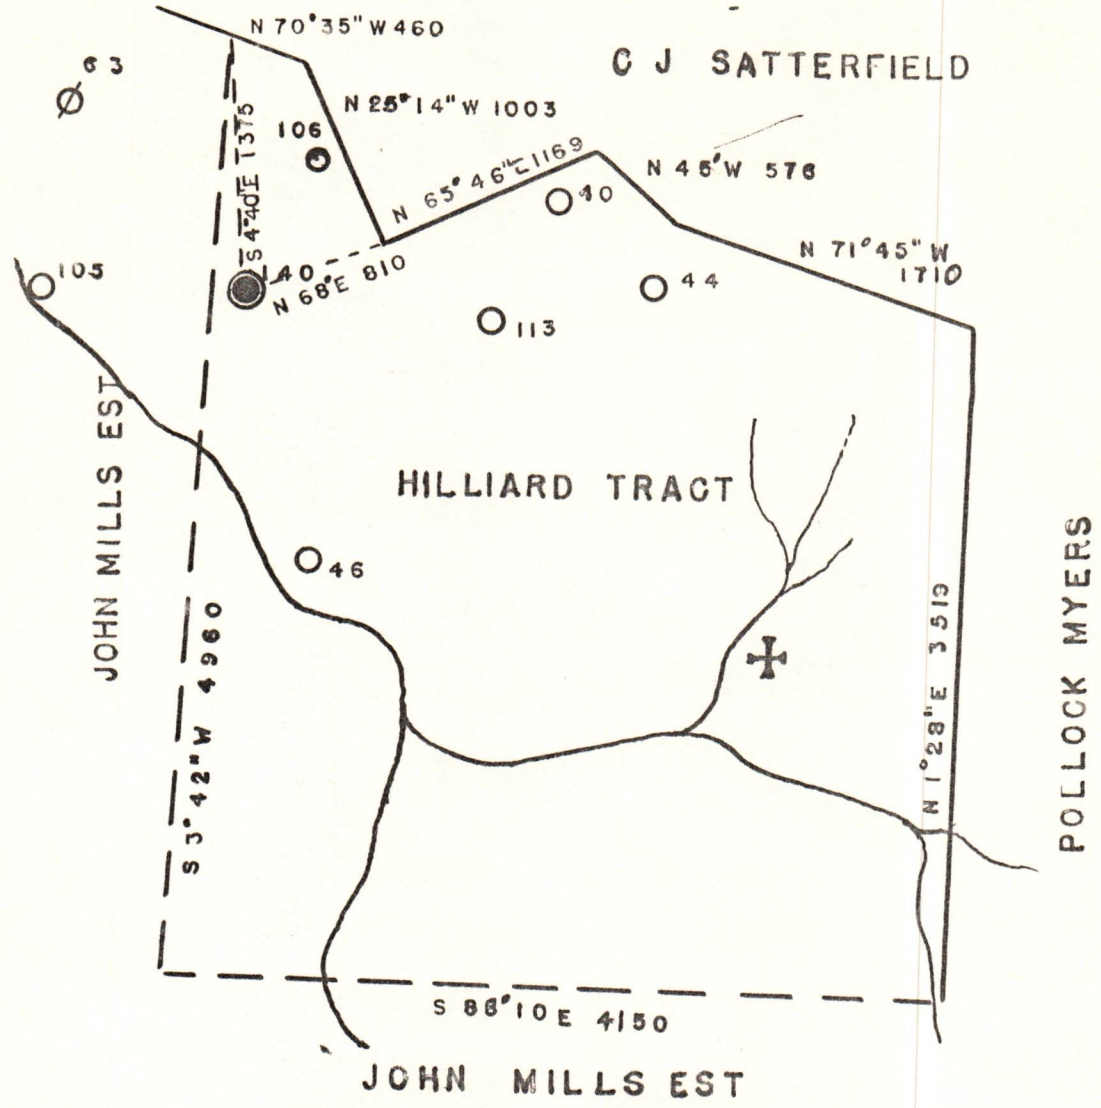 N 70°35" W 460
63
C J SATTERFIELD
N 25°14" W 1003
106
S 4°40'E 1375
N 65°46" E 1169
N 45°W 576
40
N 71°45" W
1710
105
140
N 68°E 810
44
113
JOHN MILLS EST
HILLIARD TRACT
46
POLLOCK MYERS
N 1°28"E 3519
S 3°42" W 4960
S 86°10 E 4150
JOHN MILLS EST